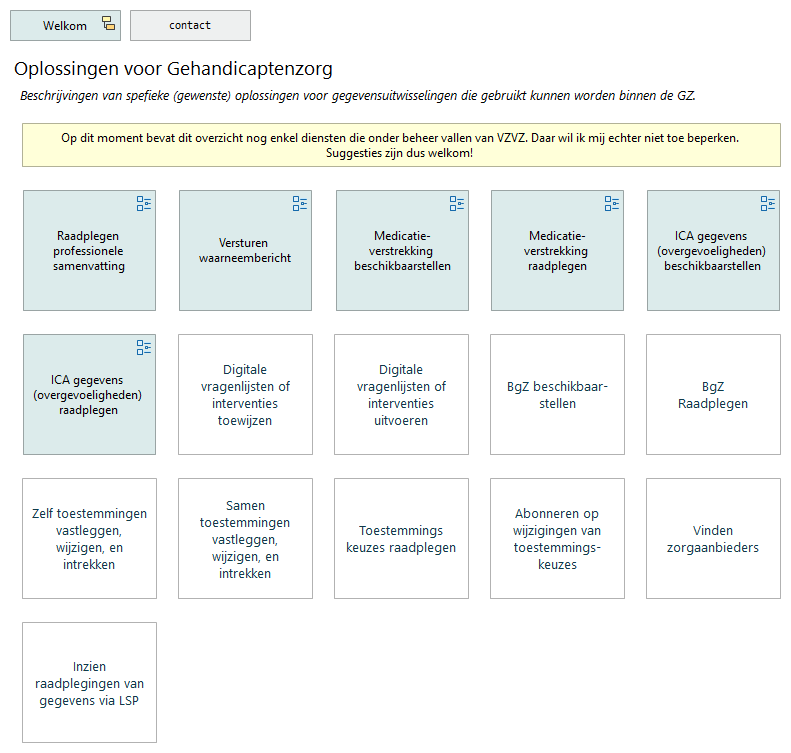 Welkom
contact
Oplossingen voor Gehandicaptenzorg
Beschrijvingen van spefieke (gewenste) oplossingen voor gegevensuitwisselingen die gebruikt kunnen worden binnen de GZ.
Op dit moment bevat dit overzicht nog enkel diensten die onder beheer vallen van VZVZ. Daar wil ik mij echter niet toe beperken.
Suggesties zijn dus welkom!
Raadplegen
professionele
samenvatting
Versturen
waarneembericht
Medicatie-
verstrekking
beschikbaarstellen
Medicatie-
verstrekking
raadplegen
ICA gegevens
(overgevoeligheden)
beschikbaarstellen
ICA gegevens
(overgevoeligheden)
raadplegen
Digitale
vragenlijsten of
interventies
toewijzen
Digitale
vragenlijsten of
interventies
uitvoeren
BgZ beschikbaar-
stellen
BgZ
Raadplegen
Zelf toestemmingen
vastleggen,
wijzigen, en
intrekken
Samen
toestemmingen
vastleggen,
wijzigen, en
intrekken
Toestemmings
keuzes raadplegen
Abonneren op
wijzigingen van
toestemmings-
keuzes
Vinden
zorgaanbieders
Inzien
raadplegingen van
gegevens via LSP